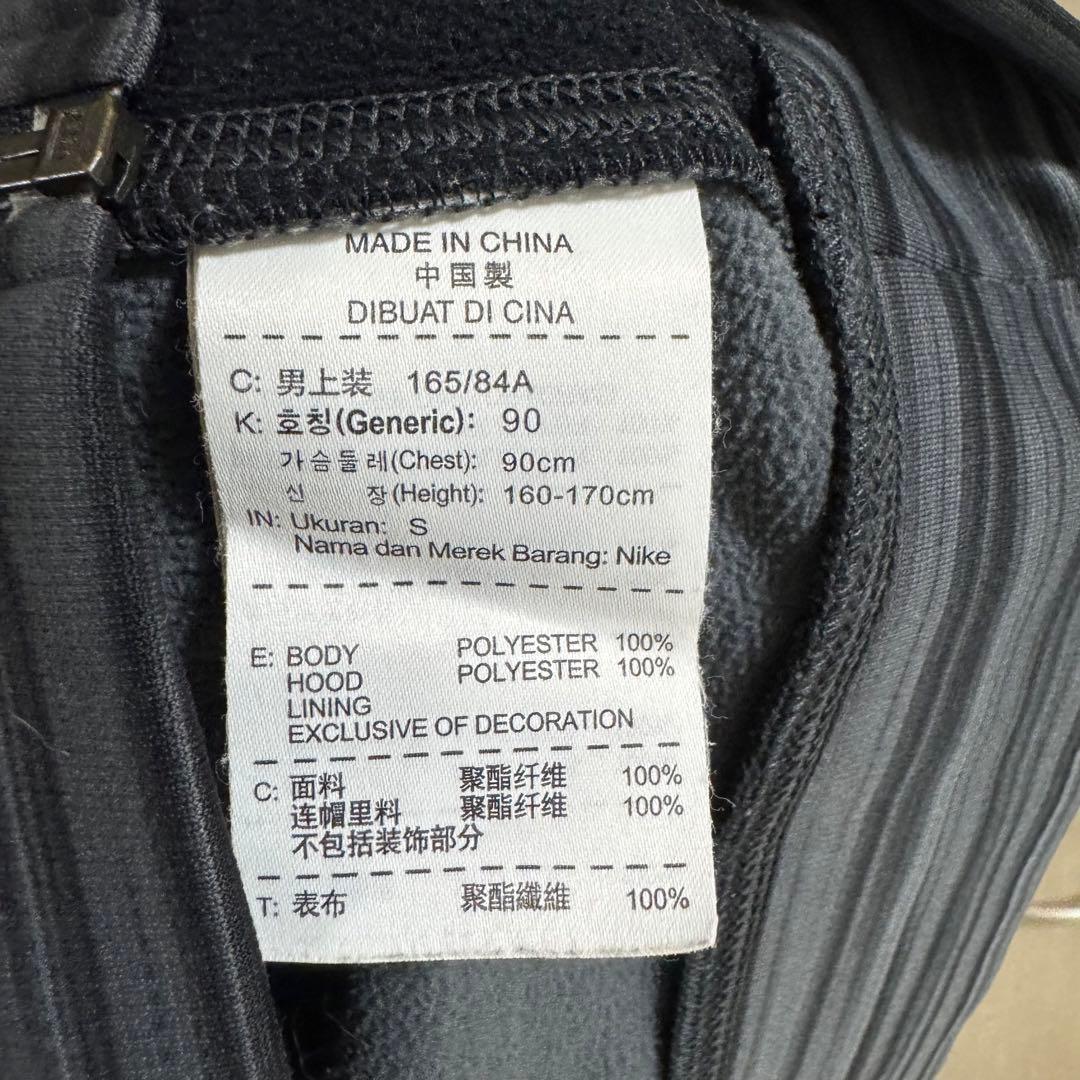 MADE IN CHINA
中国製
DIBUAT DI CINA
C: 男上装 165/84A
K: 호칭(Generic): 90
가슴둘레(Chest): 90cm
신 장(Height): 160-170cm
IN: Ukuran: S
Nama dan Merek Barang: Nike
E: BODY POLYESTER 100%
HOOD POLYESTER 100%
LINING
EXCLUSIVE OF DECORATION
C: 面料 聚酯纤维 100%
连帽里料 聚酯纤维 100%
不包括装饰部分
T: 表布 聚酯纖維 100%